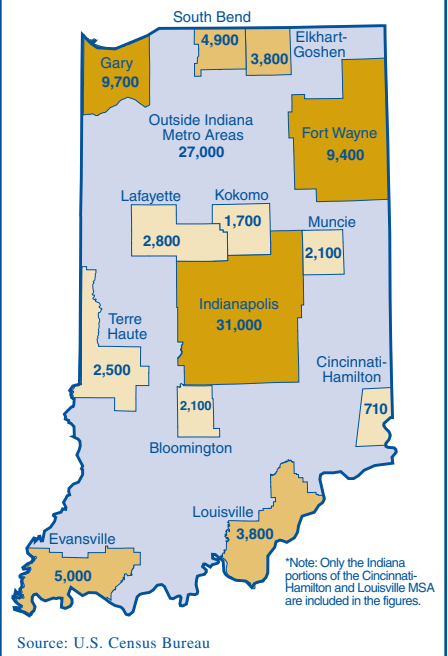 South Bend
4,900
Elkhart-
Goshen
3,800
Gary
9,700
Outside Indiana
Metro Areas
27,000
Fort Wayne
9,400
Lafayette
2,800
Kokomo
1,700
Muncie
2,100
Indianapolis
31,000
Terre
Haute
2,500
Cincinnati-
Hamilton
710
2,100
Bloomington
Louisville
3,800
Evansville
5,000
*Note: Only the Indiana
portions of the Cincinnati-
Hamilton and Louisville MSA
are included in the figures.
Source: U.S. Census Bureau